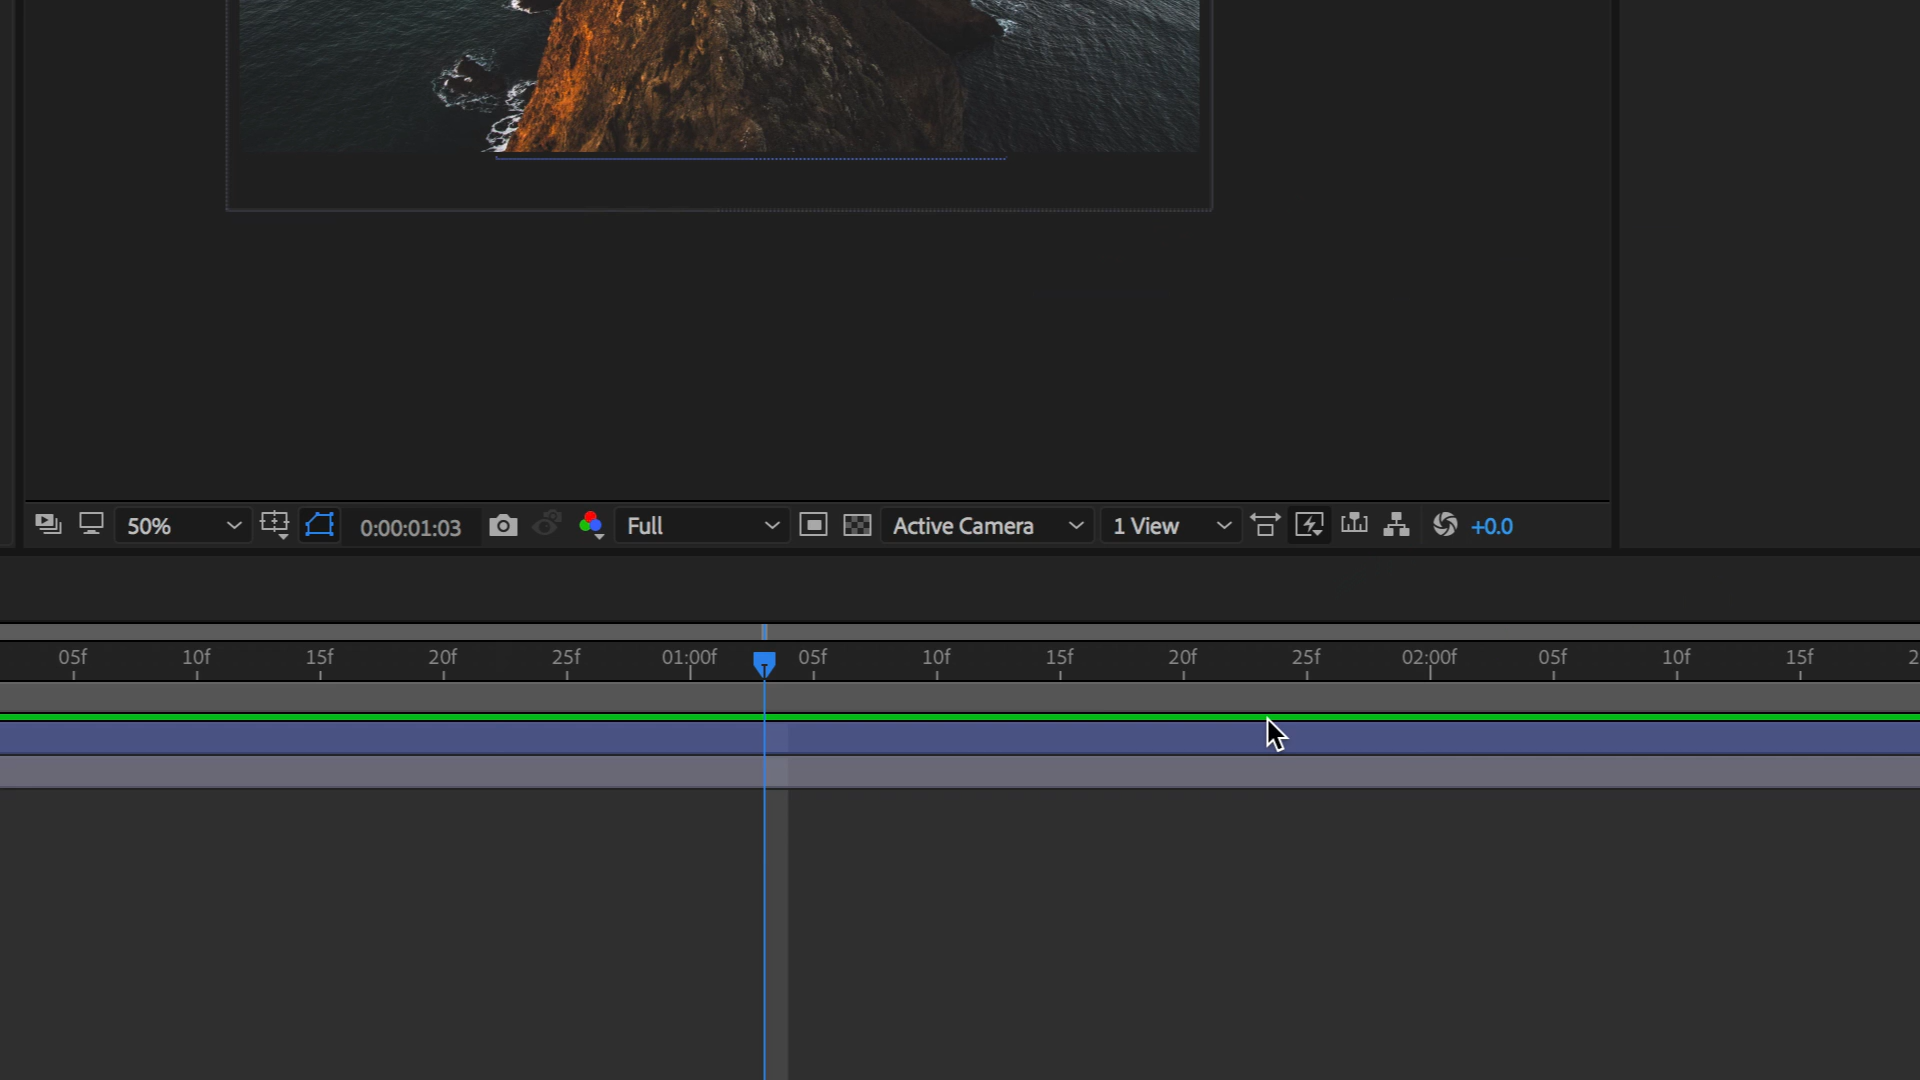 50% 0:00:01:03 Full Active Camera 1 View +0.0
05f 10f 15f 20f 25f 01:00f 05f 10f 15f 20f 25f 02:00f 05f 10f 15f 2